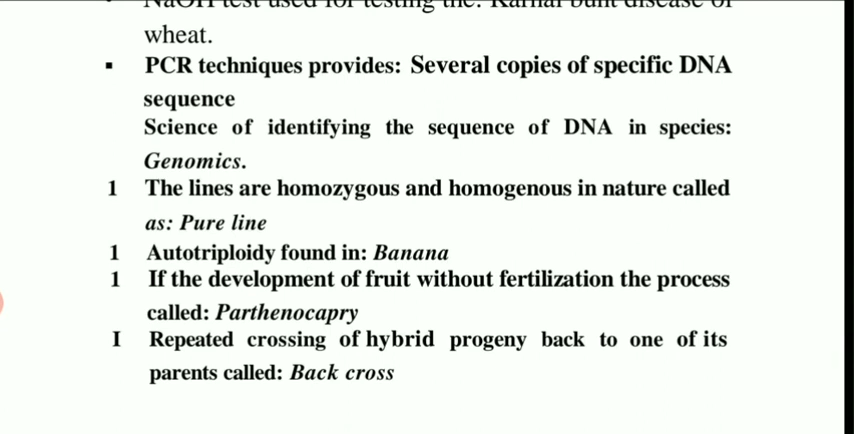 NaOH test used for testing the: Karnal bunt disease of
wheat.
▪ PCR techniques provides: Several copies of specific DNA
sequence
Science of identifying the sequence of DNA in species:
Genomics.
1 The lines are homozygous and homogenous in nature called
as: Pure line
1 Autotriploidy found in: Banana
1 If the development of fruit without fertilization the process
called: Parthenocapry
I Repeated crossing of hybrid progeny back to one of its
parents called: Back cross